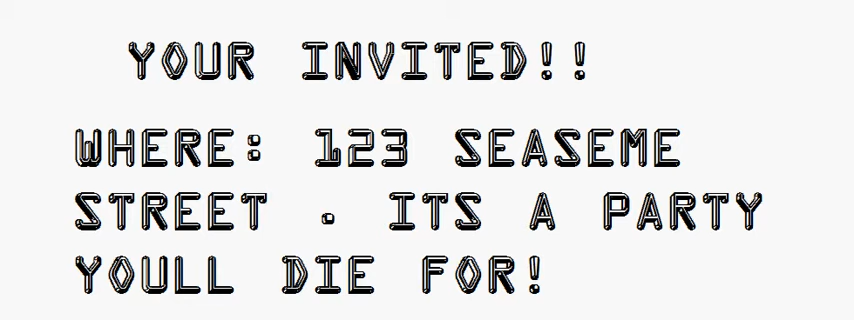 YOUR INVITED!!
WHERE: 123 SEASEME
STREET . ITS A PARTY
YOULL DIE FOR!